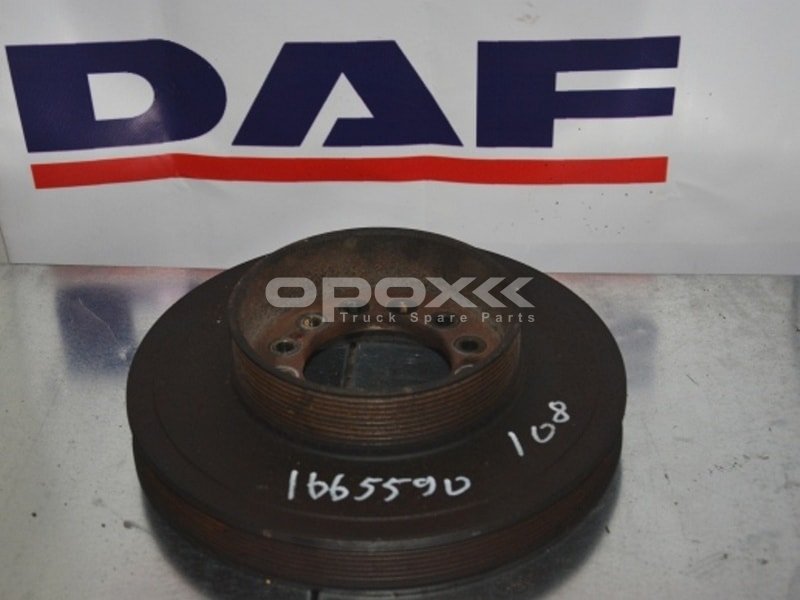 DAF
OPOX
Truck Spare Parts
108
1665590